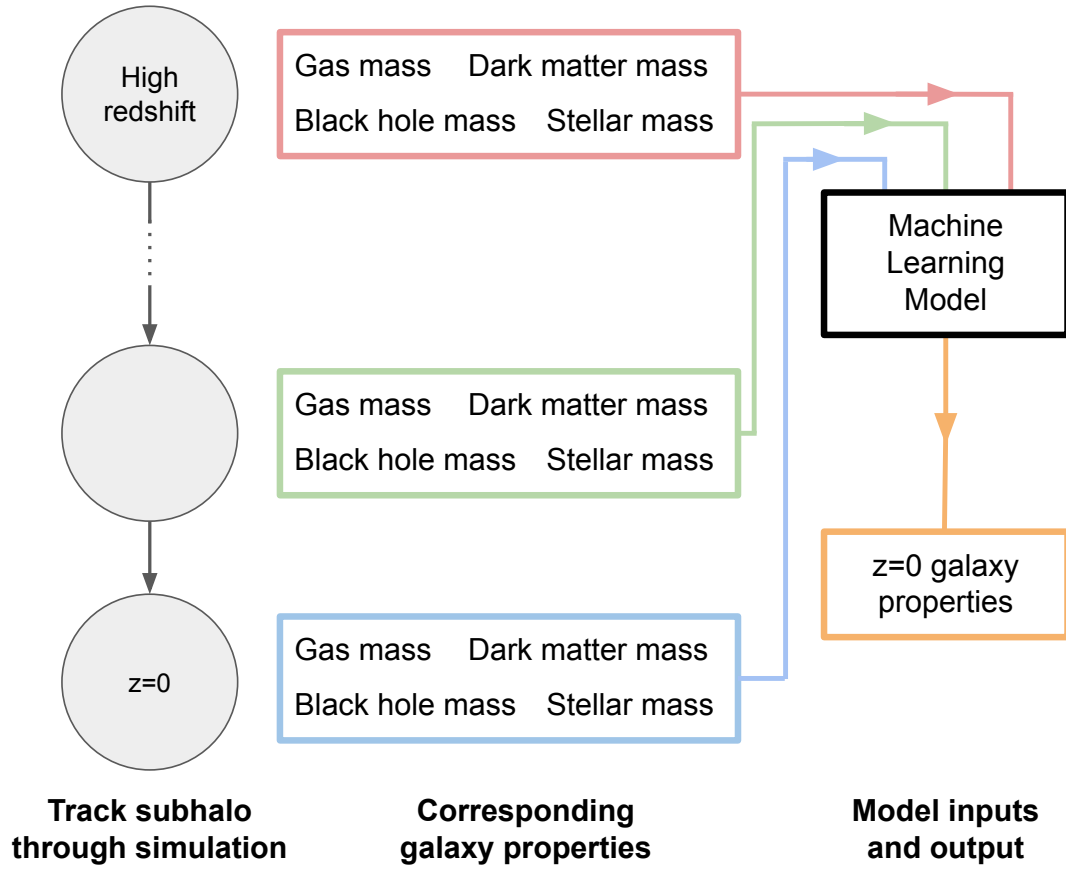 High
redshift
Gas mass Dark matter mass
Black hole mass Stellar mass
Machine
Learning
Model
Gas mass Dark matter mass
Black hole mass Stellar mass
z=0 galaxy
properties
z=0
Gas mass Dark matter mass
Black hole mass Stellar mass
Track subhalo
through simulation
Corresponding
galaxy properties
Model inputs
and output